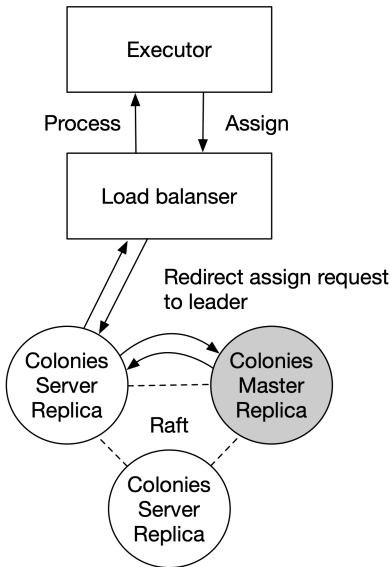 Executor
Process
Assign
Load balanser
Redirect assign request
to leader
Colonies
Server
Replica
Colonies
Master
Replica
Raft
Colonies
Server
Replica